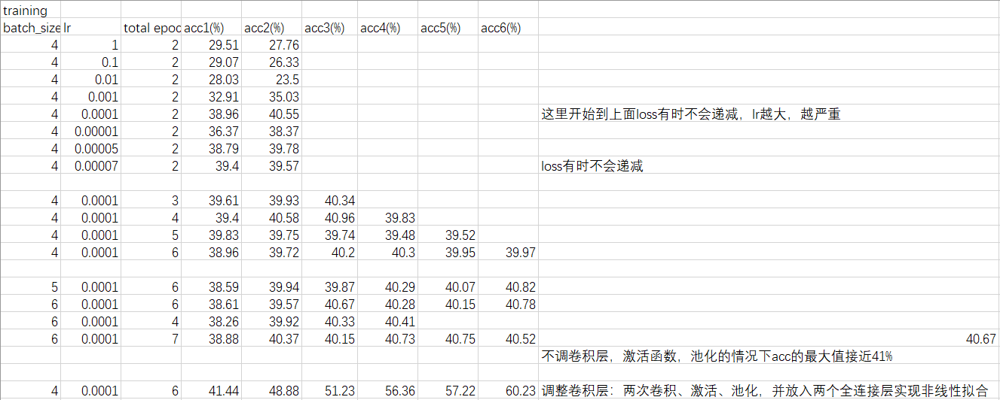 training
batch_size lr total epoc acc1(%) acc2(%) acc3(%) acc4(%) acc5(%) acc6(%)
4 1 2 29.51 27.76
4 0.1 2 29.07 26.33
4 0.01 2 28.03 23.5
4 0.001 2 32.91 35.03
4 0.0001 2 38.96 40.55 这里开始到上面loss有时不会递减，lr越大，越严重
4 0.00001 2 36.37 38.37
4 0.00005 2 38.79 39.78
4 0.00007 2 39.4 39.57 loss有时不会递减
4 0.0001 3 39.61 39.93 40.34
4 0.0001 4 39.4 40.58 40.96 39.83
4 0.0001 5 39.83 39.75 39.74 39.48 39.52
4 0.0001 6 38.96 39.72 40.2 40.3 39.95 39.97
5 0.0001 6 38.59 39.94 39.87 40.29 40.07 40.82
6 0.0001 6 38.61 39.57 40.67 40.28 40.15 40.78
6 0.0001 4 38.26 39.92 40.33 40.41
6 0.0001 7 38.88 40.37 40.15 40.73 40.75 40.52 40.67
不调卷积层，激活函数，池化的情况下acc的最大值接近41%
4 0.0001 6 41.44 48.88 51.23 56.36 57.22 60.23 调整卷积层：两次卷积、激活、池化，并放入两个全连接层实现非线性拟合